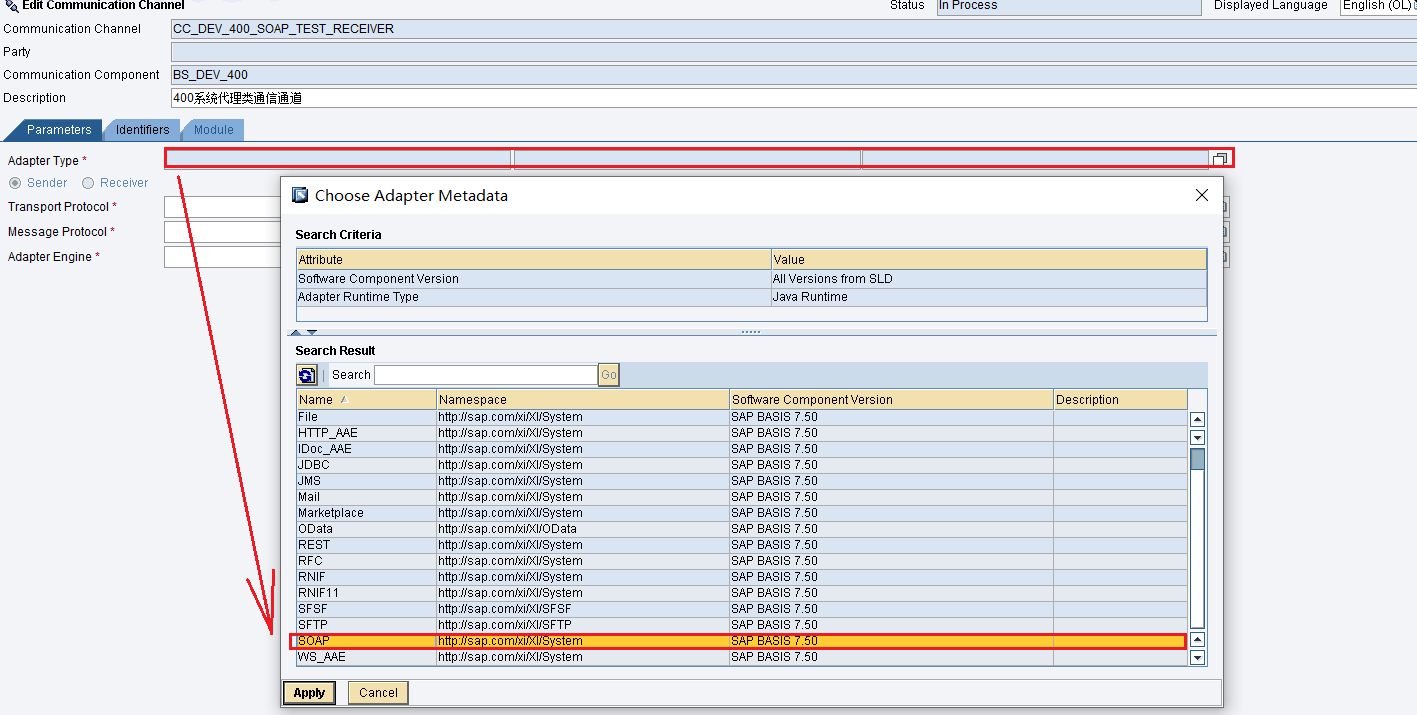 Edit Communication Channel Status In Process Displayed Language English (OL)
Communication Channel CC_DEV_400_SOAP_TEST_RECEIVER
Party
Communication Component BS_DEV_400
Description 400系统代理类通信通道
Parameters Identifiers Module
Adapter Type *
Sender Receiver
Transport Protocol *
Message Protocol *
Adapter Engine *
Choose Adapter Metadata
Search Criteria
Attribute Value
Software Component Version All Versions from SLD
Adapter Runtime Type Java Runtime
Search Result
Search Go
Name Namespace Software Component Version Description
File http://sap.com/xi/XI/System SAP BASIS 7.50
HTTP_AAE http://sap.com/xi/XI/System SAP BASIS 7.50
IDoc_AAE http://sap.com/xi/XI/System SAP BASIS 7.50
JDBC http://sap.com/xi/XI/System SAP BASIS 7.50
JMS http://sap.com/xi/XI/System SAP BASIS 7.50
Mail http://sap.com/xi/XI/System SAP BASIS 7.50
Marketplace http://sap.com/xi/XI/System SAP BASIS 7.50
OData http://sap.com/xi/XI/OData SAP BASIS 7.50
REST http://sap.com/xi/XI/System SAP BASIS 7.50
RFC http://sap.com/xi/XI/System SAP BASIS 7.50
RNIF http://sap.com/xi/XI/System SAP BASIS 7.50
RNIF11 http://sap.com/xi/XI/System SAP BASIS 7.50
SFSF http://sap.com/xi/XI/SFSF SAP BASIS 7.50
SFTP http://sap.com/xi/XI/SFTP SAP BASIS 7.50
SOAP http://sap.com/xi/XI/System SAP BASIS 7.50
WS_AAE http://sap.com/xi/XI/System SAP BASIS 7.50
Apply Cancel